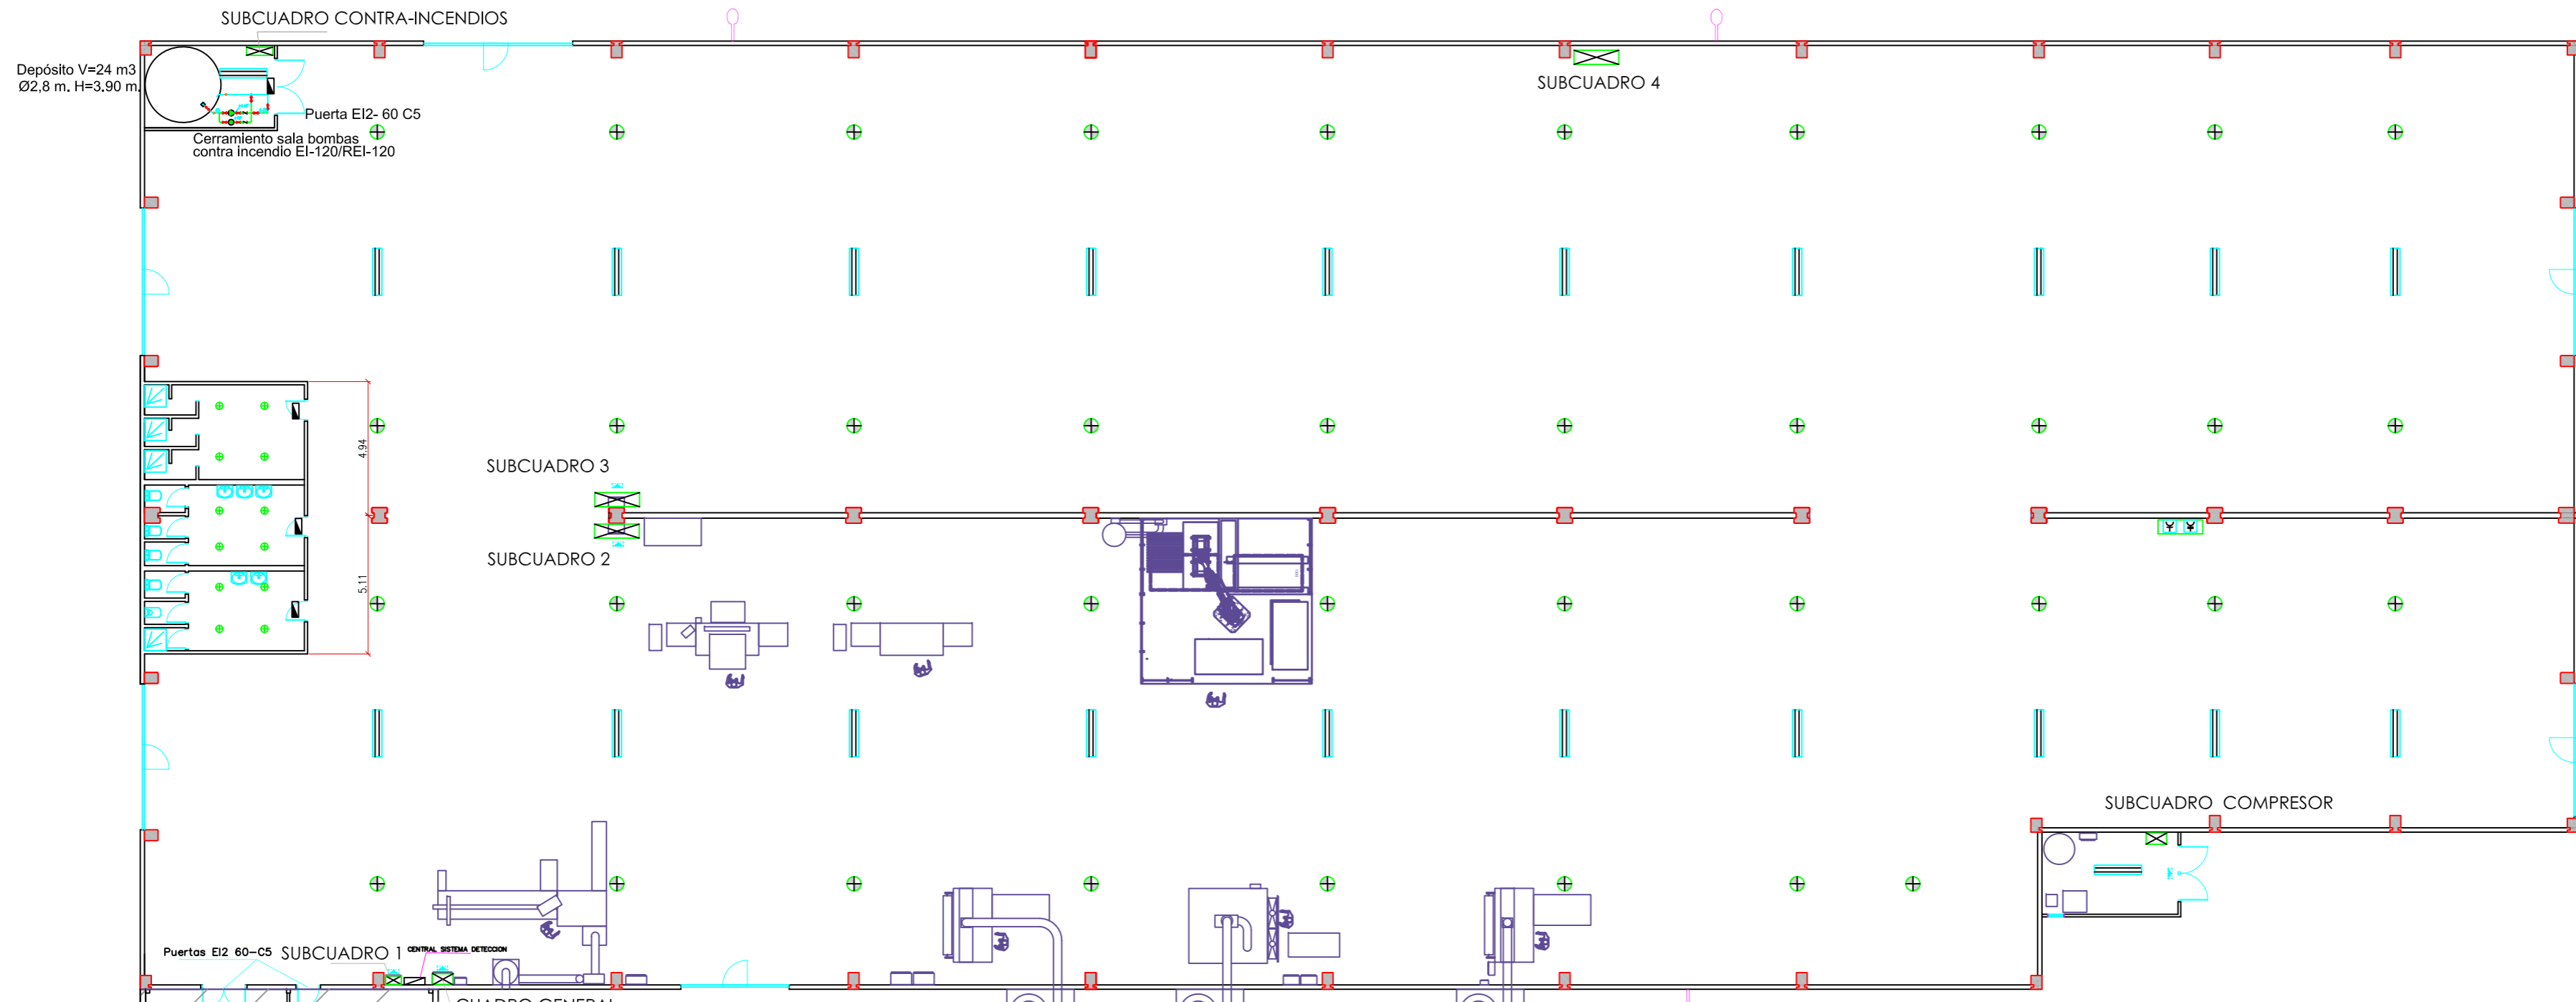 SUBCUADRO CONTRA-INCENDIOS
Depósito V=24 m3
Ø2,8 m. H=3.90 m.
Puerta EI2- 60 C5
Cerramiento sala bombas
contra incendio EI-120/REI-120
SUBCUADRO 4
4.94
SUBCUADRO 3
SUBCUADRO 2
5.11
SUBCUADRO COMPRESOR
Puertas EI2 60-C5
SUBCUADRO 1
CENTRAL SISTEMA DETECCION
CUADRO GENERAL